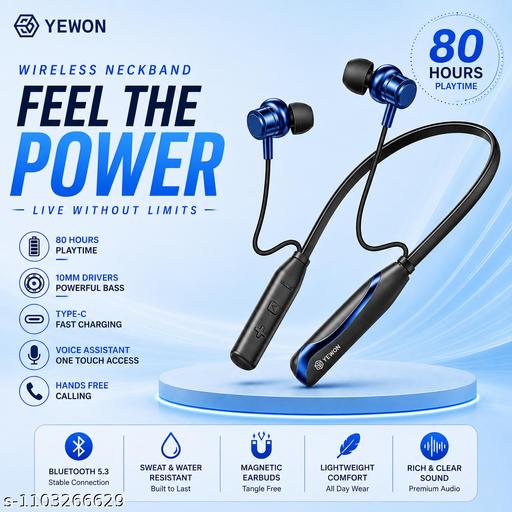 YEWON
WIRELESS NECKBAND
FEEL THE
POWER
LIVE WITHOUT LIMITS
80
HOURS
PLAYTIME
80 HOURS
PLAYTIME
10MM DRIVERS
POWERFUL BASS
TYPE-C
FAST CHARGING
VOICE ASSISTANT
ONE TOUCH ACCESS
HANDS FREE
CALLING
YEWON
BLUETOOTH 5.3
Stable Connection
SWEAT & WATER
RESISTANT
Built to Last
MAGNETIC
EARBUDS
Tangle Free
LIGHTWEIGHT
COMFORT
All Day Wear
RICH & CLEAR
SOUND
Premium Audio
s-1103266629